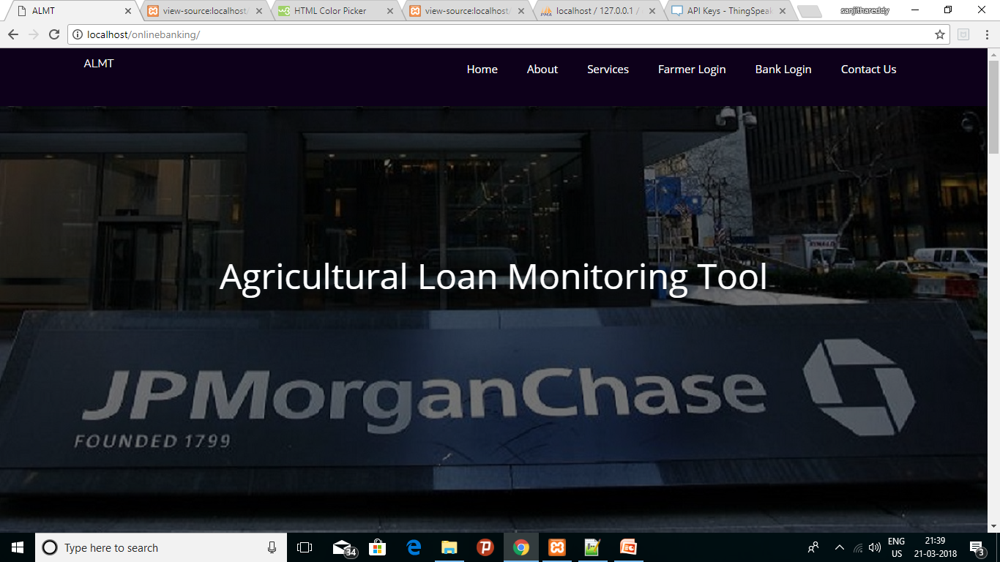 ALMT
view-source:localhost/
HTML Color Picker
view-source:localhost/
localhost / 127.0.0.1 /
API Keys - ThingSpeak
sanjithareddy
localhost/onlinebanking/
ALMT
Home
About
Services
Farmer Login
Bank Login
Contact Us
Agricultural Loan Monitoring Tool
JPMorganChase
FOUNDED 1799
Type here to search
34
ENG
US
21:39
21-03-2018
3